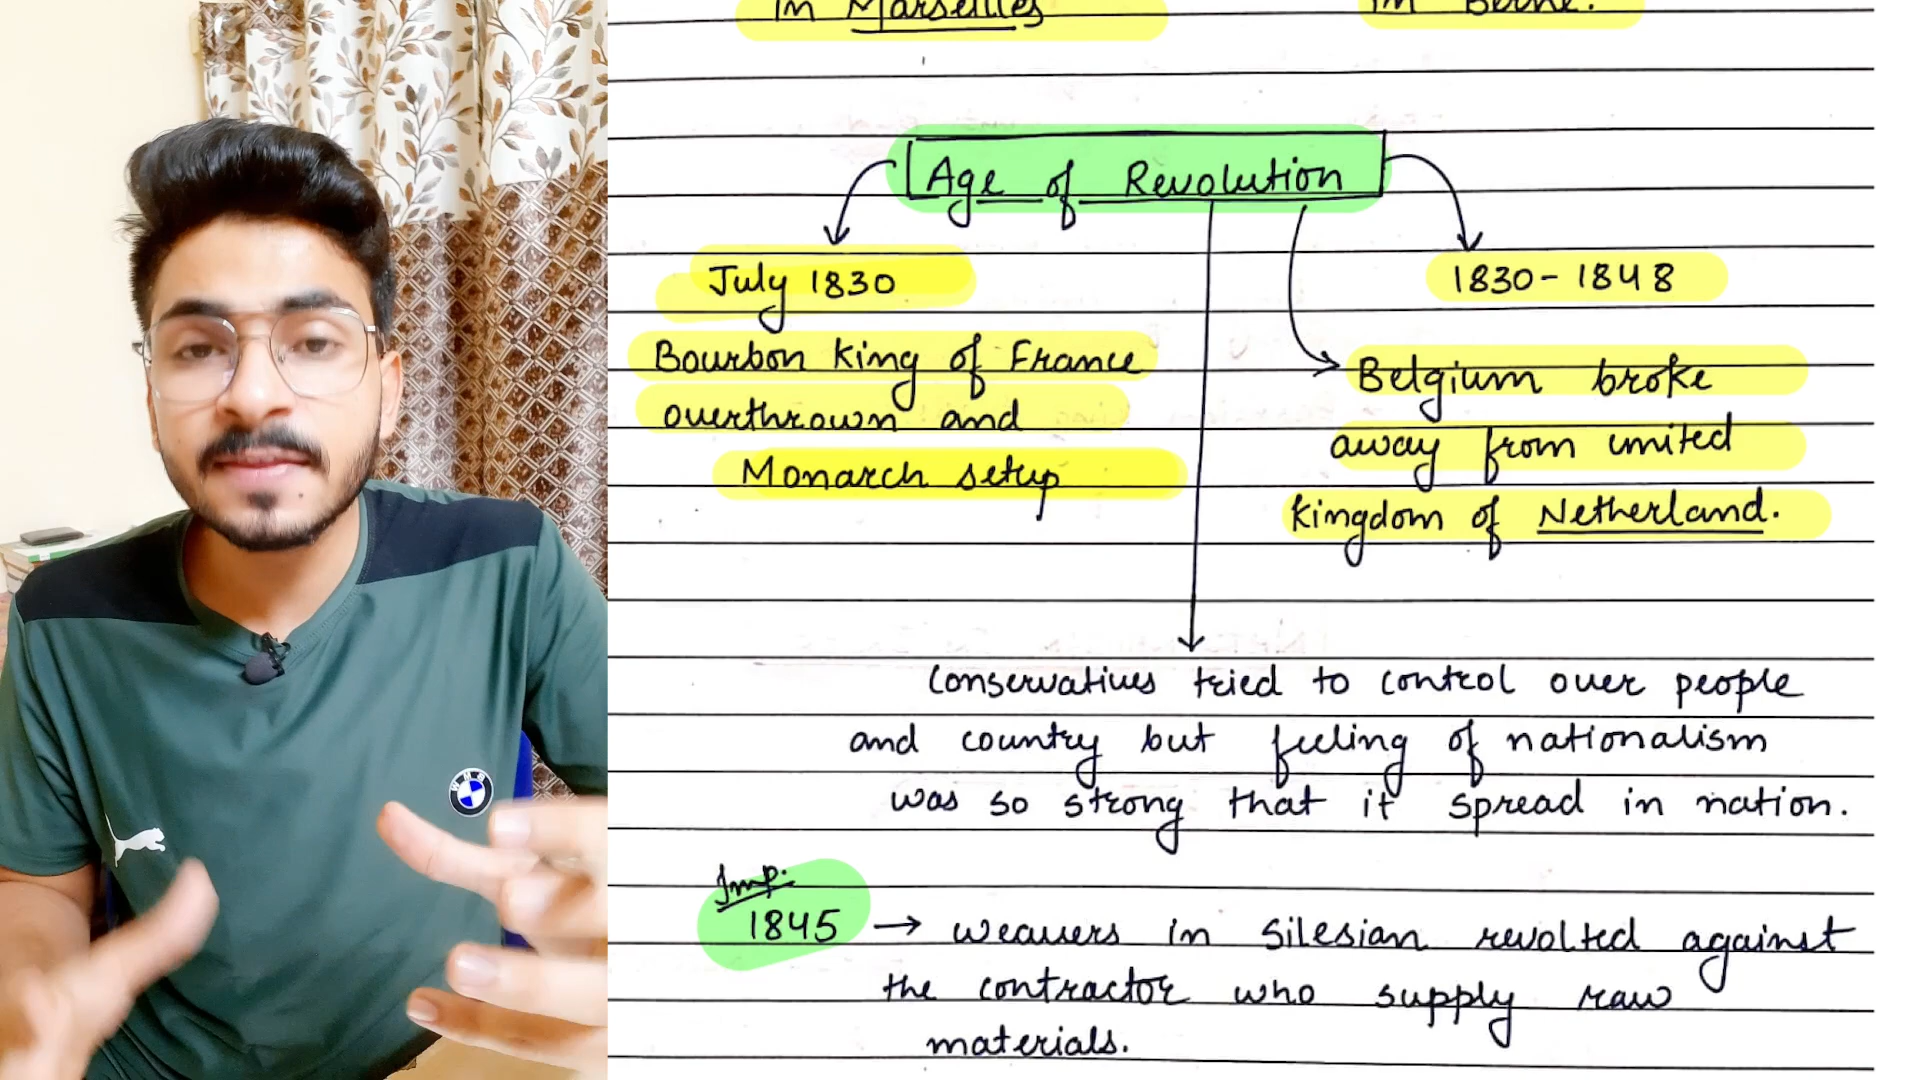 in Marseilles
in Berne.
Age of Revolution
July 1830
Bourbon king of France
overthrown and
Monarch setup
1830-1848
Belgium broke
away from united
kingdom of Netherland.
Conservatives tried to control over people
and country but feeling of nationalism
was so strong that it spread in nation.
Imp.
1845 → weavers in Silesian revolted against
the contractor who supply raw
materials.